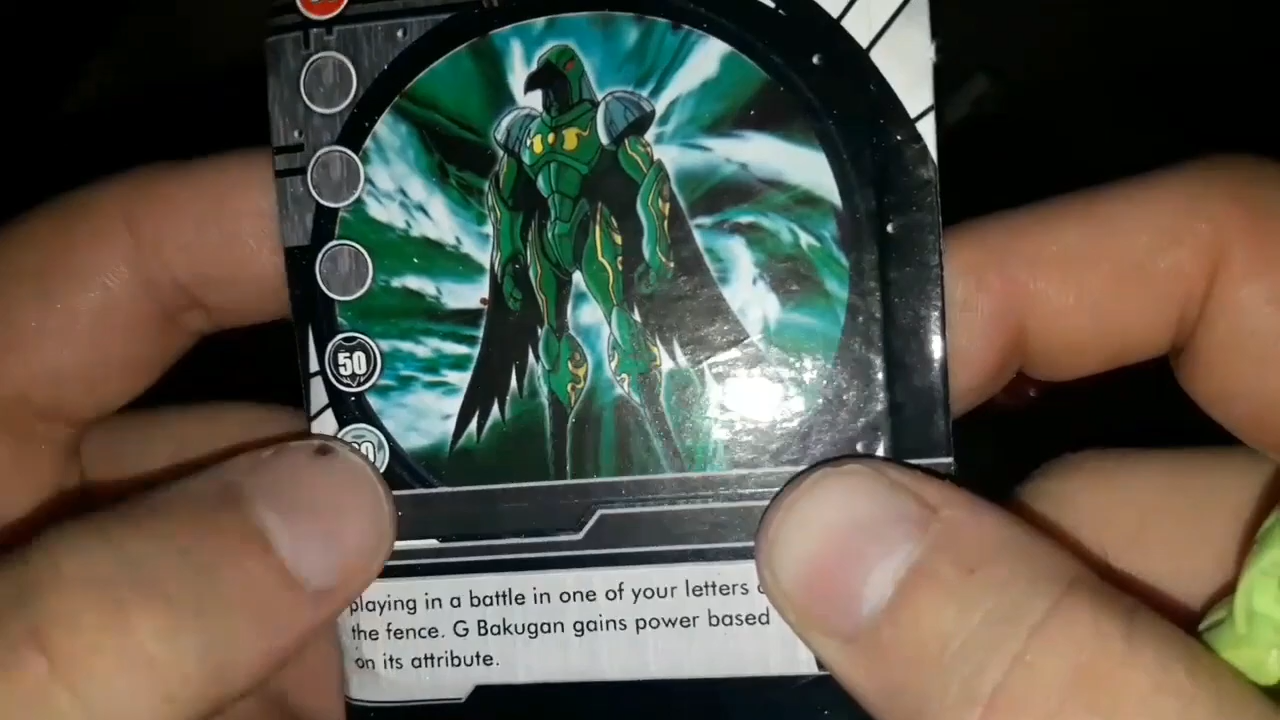 50
playing in a battle in one of your letters
the fence. G Bakugan gains power based
on its attribute.